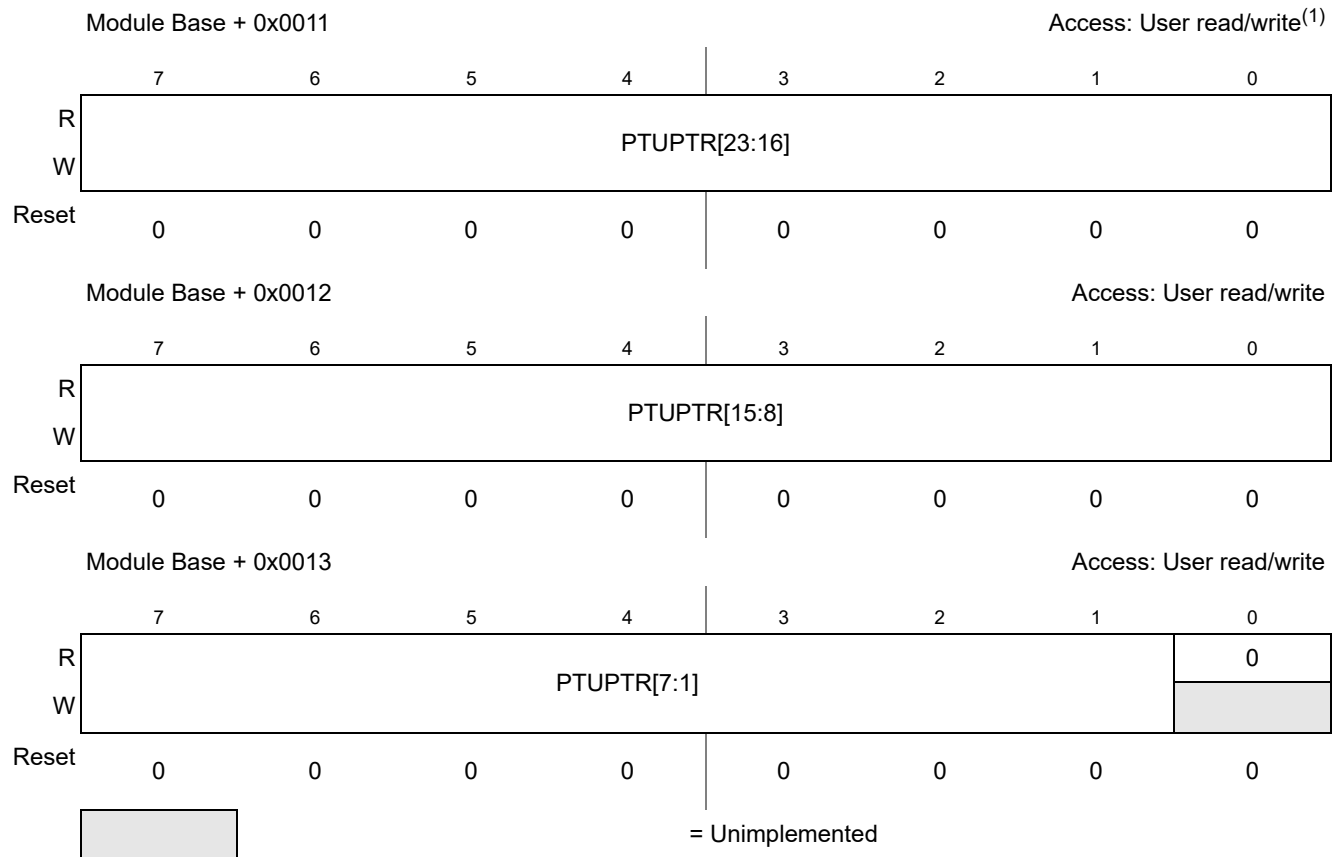 Module Base + 0x0011 Access: User read/write(1)
7 6 5 4 3 2 1 0
R
PTUPTR[23:16]
W
Reset 0 0 0 0 0 0 0 0
Module Base + 0x0012 Access: User read/write
7 6 5 4 3 2 1 0
R
PTUPTR[15:8]
W
Reset 0 0 0 0 0 0 0 0
Module Base + 0x0013 Access: User read/write
7 6 5 4 3 2 1 0
R 0
PTUPTR[7:1]
W
Reset 0 0 0 0 0 0 0 0
= Unimplemented